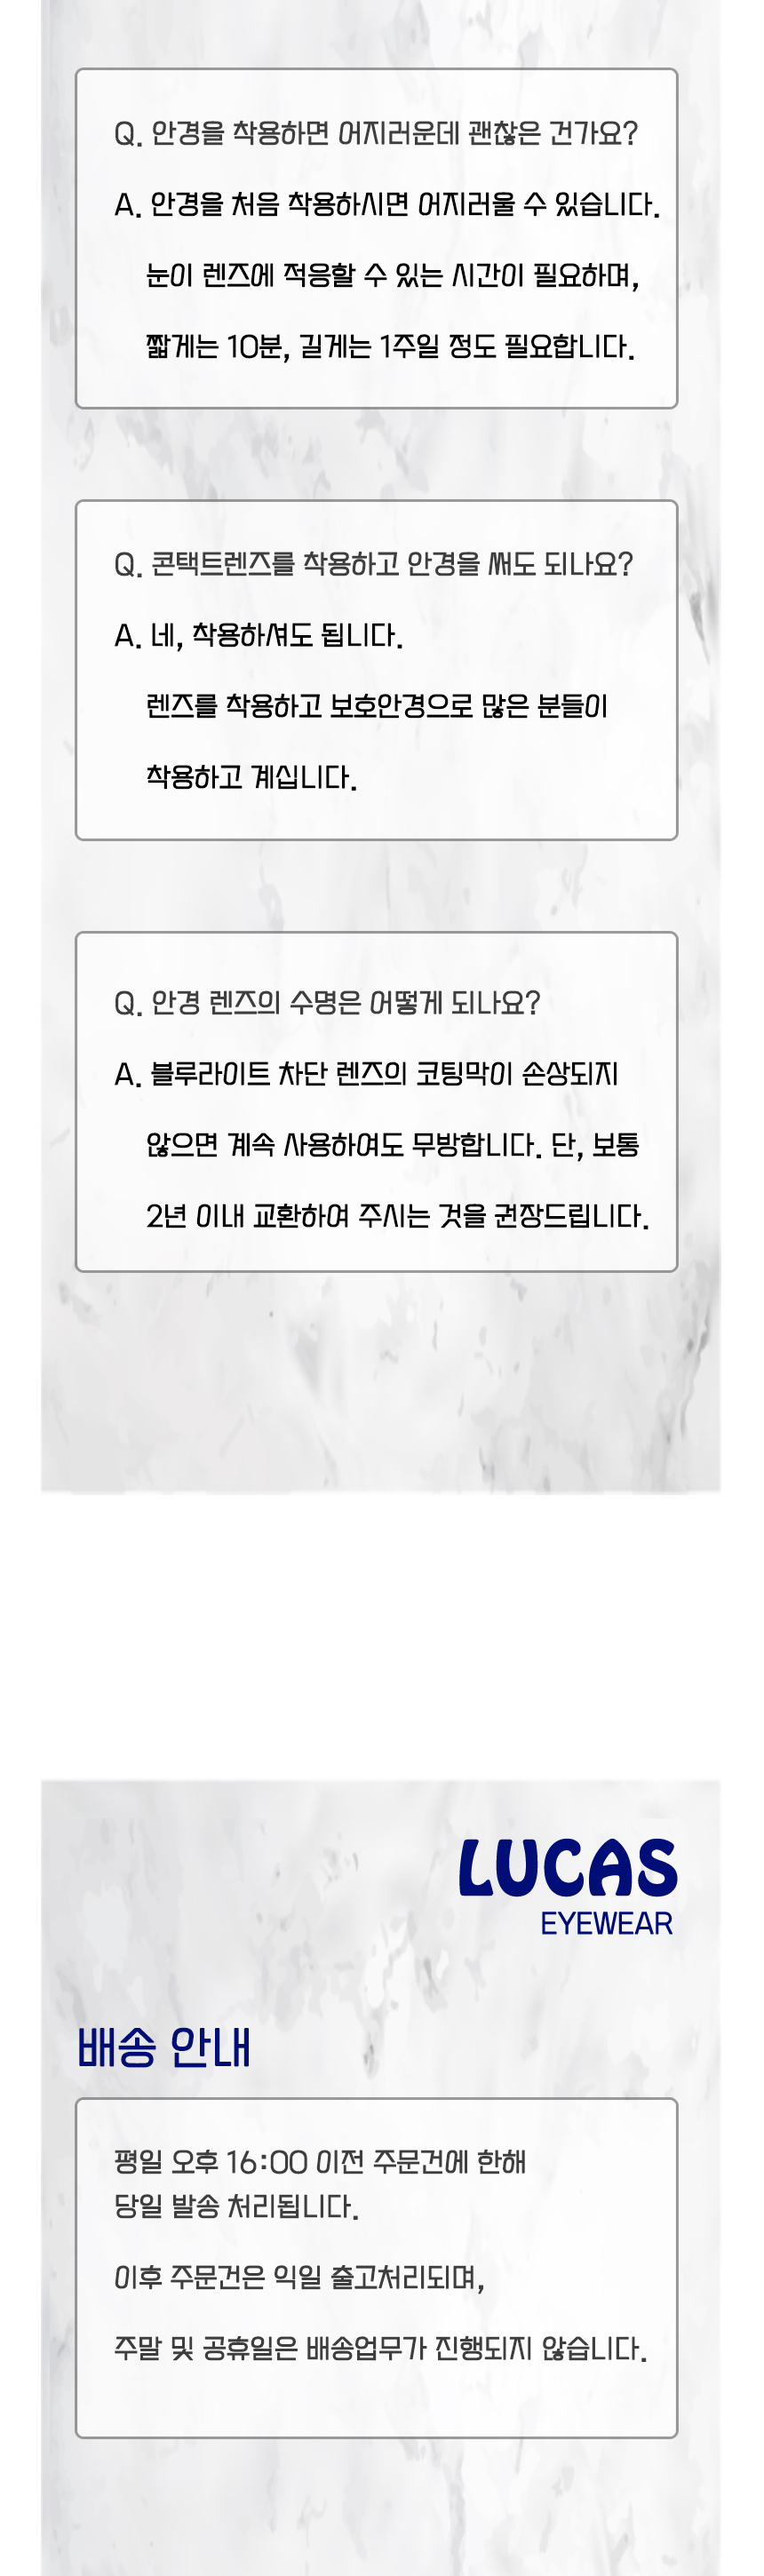 Q. 안경을 착용하면 어지러운데 괜찮은 건가요?
A. 안경을 처음 착용하시면 어지러울 수 있습니다.
눈이 렌즈에 적응할 수 있는 시간이 필요하며,
짧게는 10분, 길게는 1주일 정도 필요합니다.
Q. 콘택트렌즈를 착용하고 안경을 써도 되나요?
A. 네, 착용하셔도 됩니다.
렌즈를 착용하고 보호안경으로 많은 분들이
착용하고 계십니다.
Q. 안경 렌즈의 수명은 어떻게 되나요?
A. 블루라이트 차단 렌즈의 코팅막이 손상되지
않으면 계속 사용하여도 무방합니다. 단, 보통
2년 이내 교환하여 주시는 것을 권장드립니다.
LUCAS
EYEWEAR
배송 안내
평일 오후 16:00 이전 주문건에 한해
당일 발송 처리됩니다.
이후 주문건은 익일 출고처리되며,
주말 및 공휴일은 배송업무가 진행되지 않습니다.